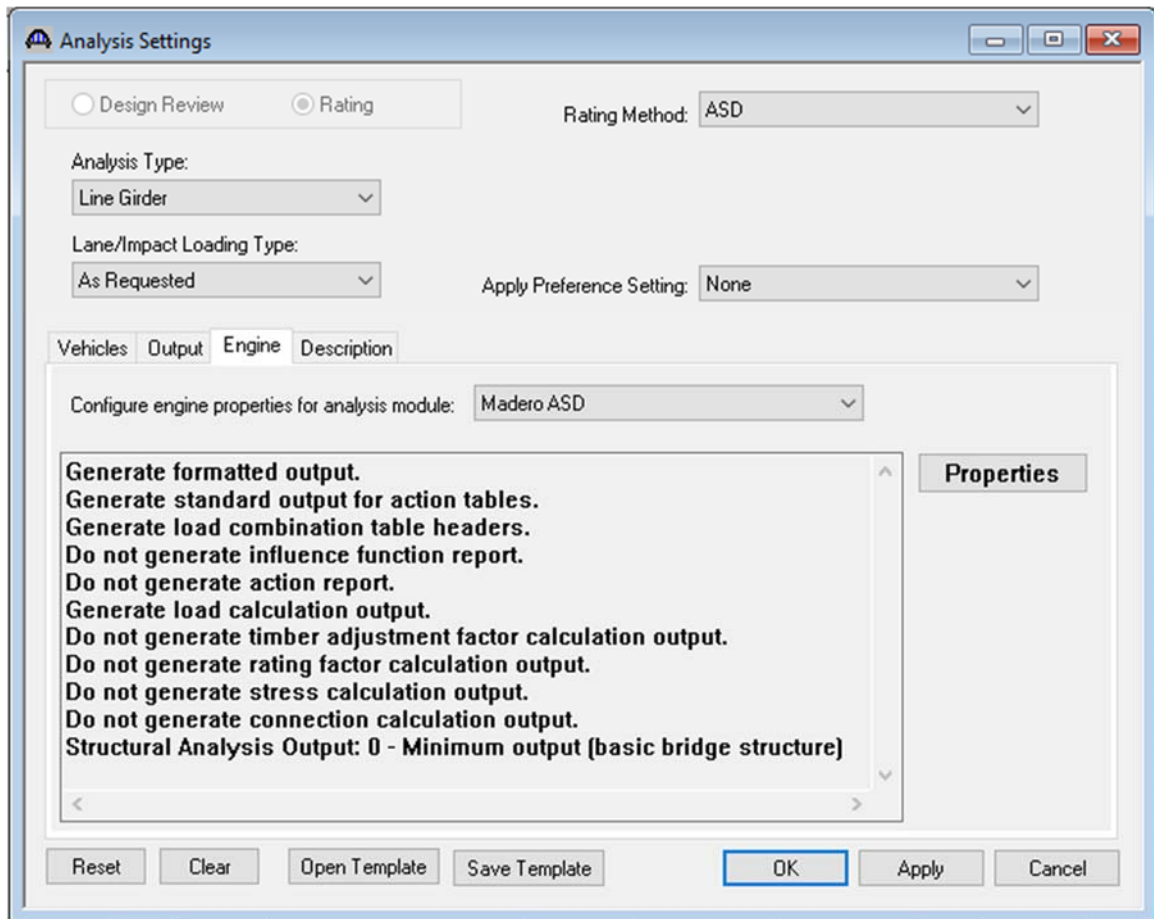 Analysis Settings
Design Review
Rating
Rating Method:
ASD
Analysis Type:
Line Girder
Lane/Impact Loading Type:
As Requested
Apply Preference Setting:
None
Vehicles
Output
Engine
Description
Configure engine properties for analysis module:
Madero ASD
Generate formatted output.
Generate standard output for action tables.
Generate load combination table headers.
Do not generate influence function report.
Do not generate action report.
Generate load calculation output.
Do not generate timber adjustment factor calculation output.
Do not generate rating factor calculation output.
Do not generate stress calculation output.
Do not generate connection calculation output.
Structural Analysis Output: 0 - Minimum output (basic bridge structure)
Properties
Reset
Clear
Open Template
Save Template
OK
Apply
Cancel